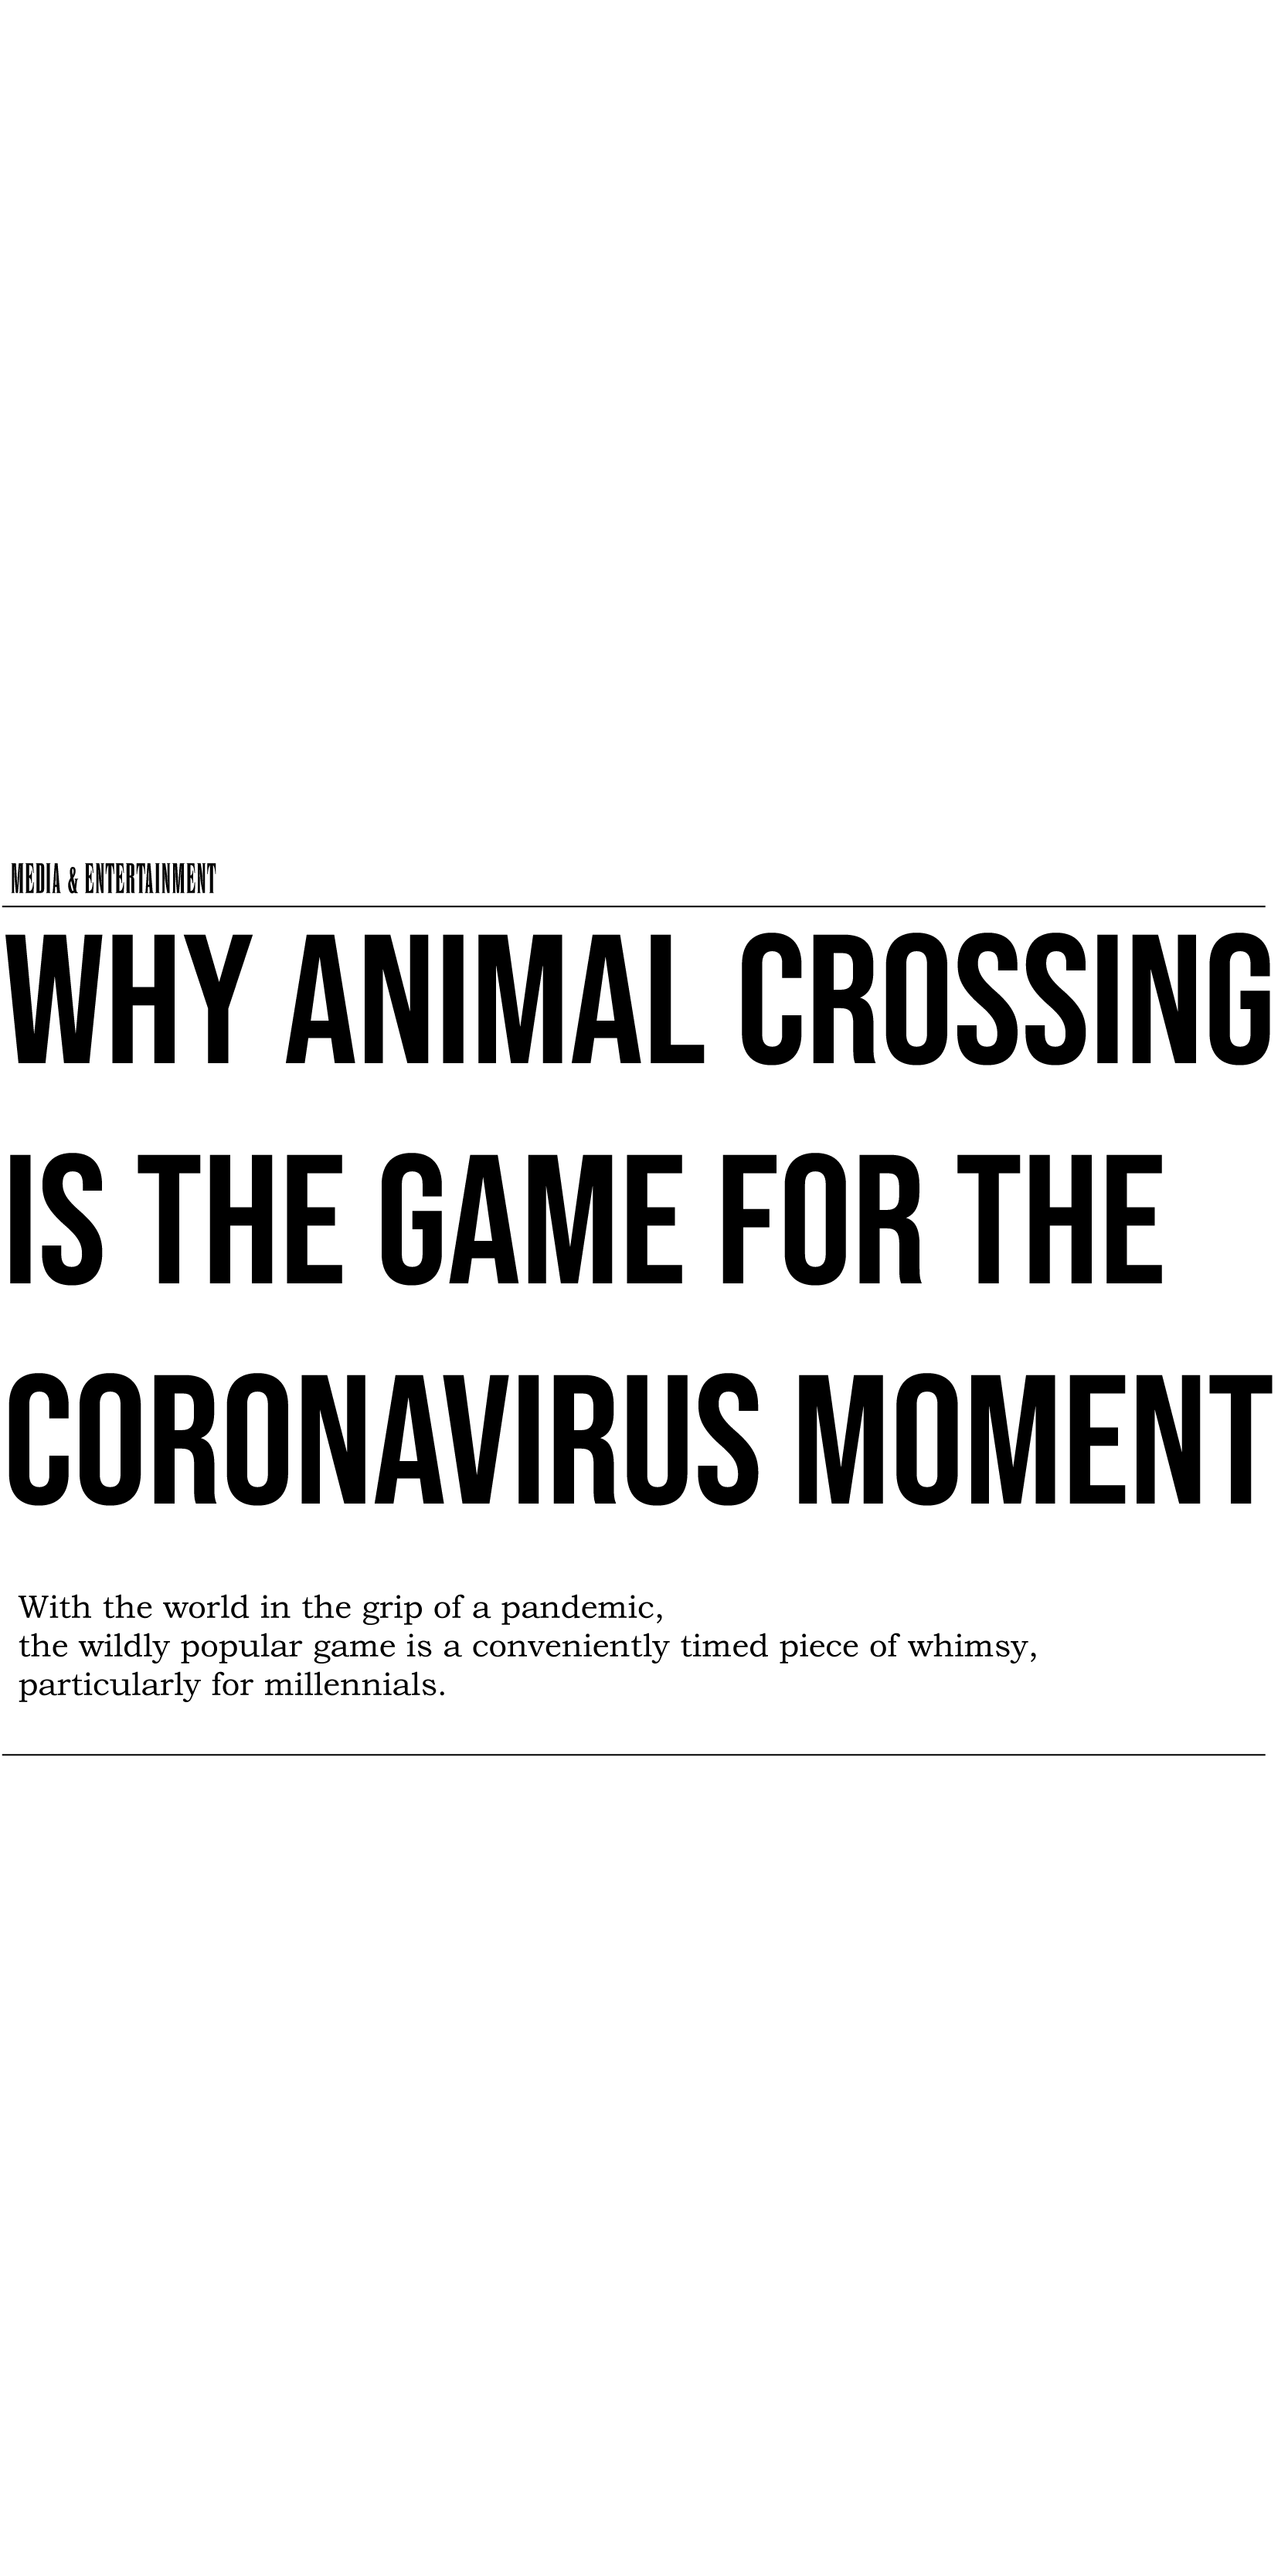 MEDIA & ENTERTAINMENT
WHY ANIMAL CROSSING
IS THE GAME FOR THE
CORONAVIRUS MOMENT
With the world in the grip of a pandemic,
the wildly popular game is a conveniently timed piece of whimsy,
particularly for millennials.